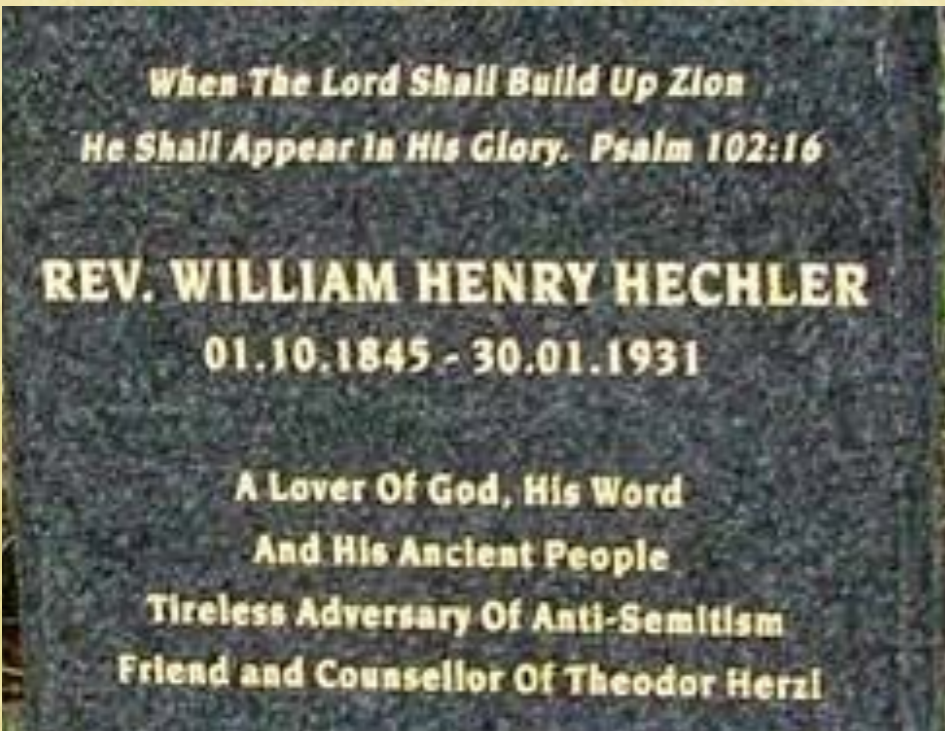 When The Lord Shall Build Up Zion
He Shall Appear In His Glory. Psalm 102:16
REV. WILLIAM HENRY HECHLER
01.10.1845 - 30.01.1931
A Lover Of God, His Word
And His Ancient People
Tireless Adversary Of Anti-Semitism
Friend and Counsellor Of Theodor Herzl